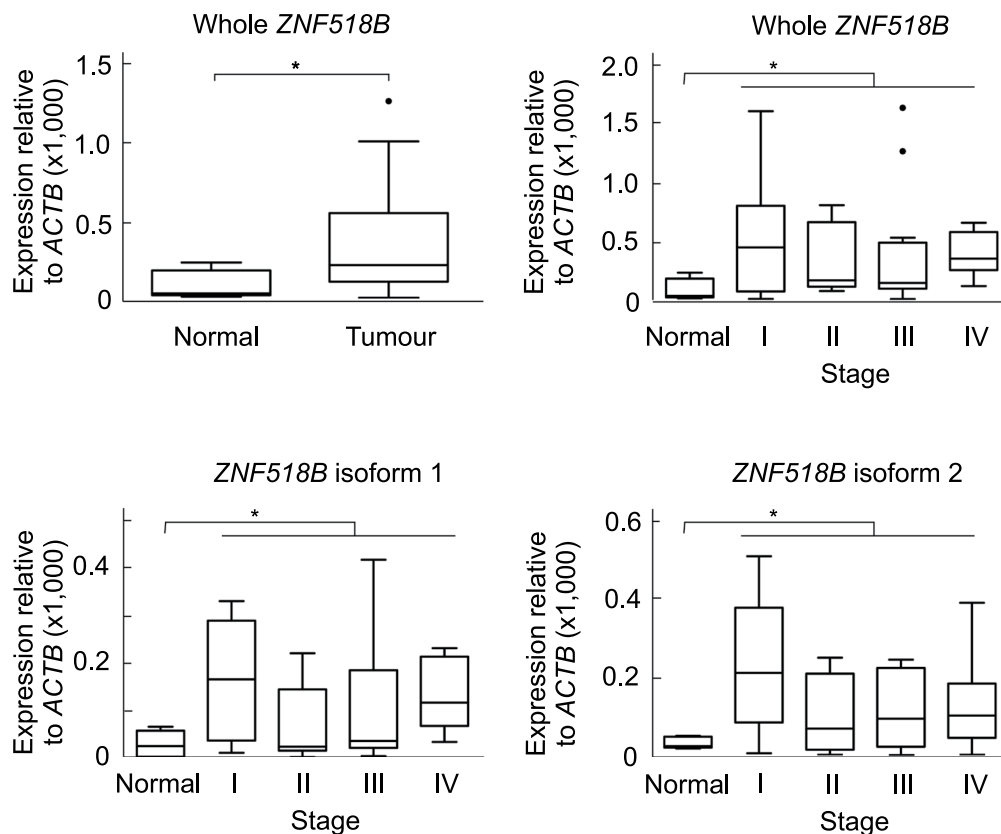 Whole ZNF518B
*
1.5
1.0
0.5
0
Expression relative
to ACTB (x1,000)
Normal Tumour
Whole ZNF518B
*
2.0
1.5
1.0
0.5
0
Expression relative
to ACTB (x1,000)
Normal I II III IV
Stage
ZNF518B isoform 1
*
0.4
0.2
0
Expression relative
to ACTB (x1,000)
Normal I II III IV
Stage
ZNF518B isoform 2
*
0.6
0.4
0.2
0
Expression relative
to ACTB (x1,000)
Normal I II III IV
Stage